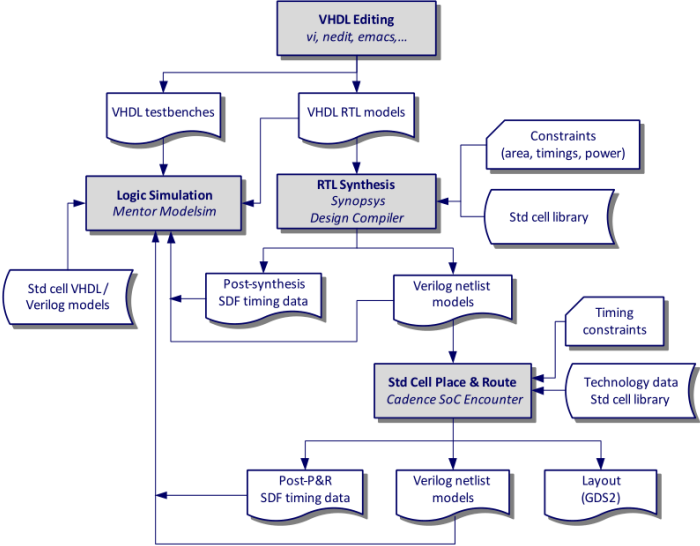 VHDL Editing
vi, nedit, emacs,...
VHDL testbenches
VHDL RTL models
Constraints
(area, timings, power)
Logic Simulation
Mentor Modelsim
RTL Synthesis
Synopsys
Design Compiler
Std cell library
Std cell VHDL/
Verilog models
Post-synthesis
SDF timing data
Verilog netlist
models
Timing
constraints
Std Cell Place & Route
Cadence SoC Encounter
Technology data
Std cell library
Post-P&R
SDF timing data
Verilog netlist
models
Layout
(GDS2)